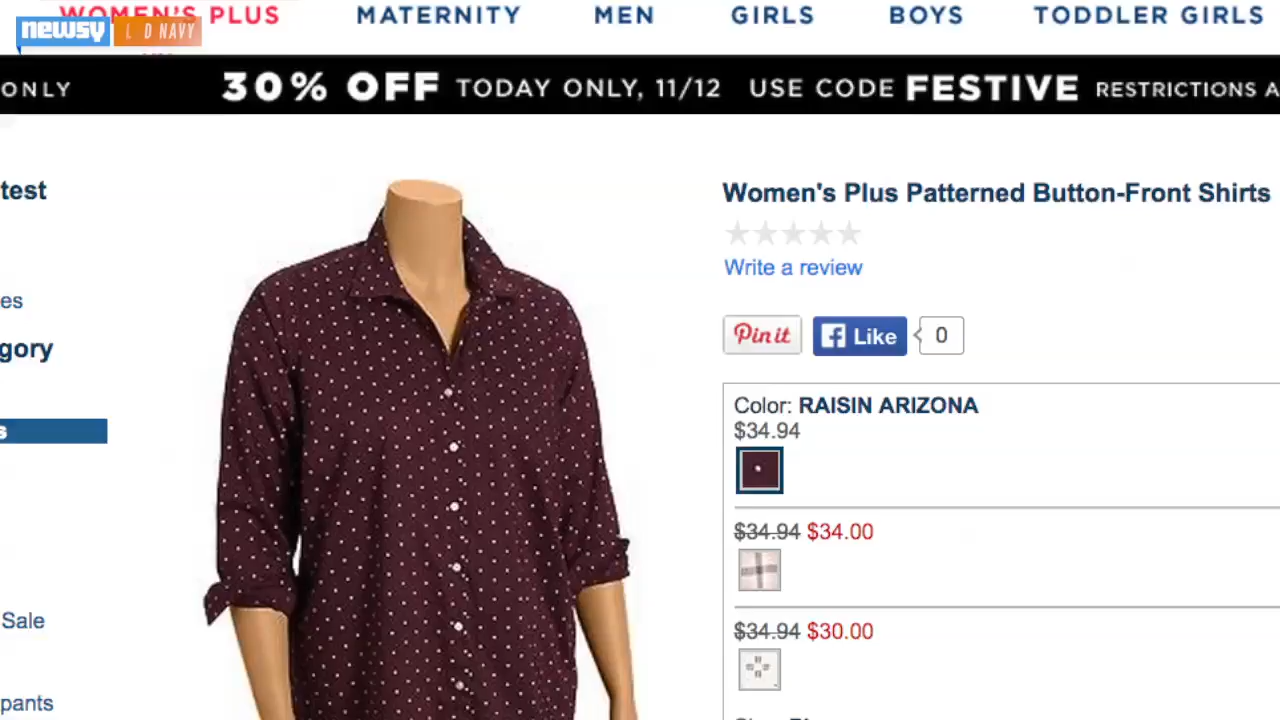 WOMEN'S PLUS MATERNITY MEN GIRLS BOYS TODDLER GIRLS
newsy L D NAVY
ONLY 30% OFF TODAY ONLY, 11/12 USE CODE FESTIVE RESTRICTIONS A
test
Women's Plus Patterned Button-Front Shirts
Write a review
es
Pin it
Like
0
gory
Color: RAISIN ARIZONA
$34.94
s
$34.94 $34.00
Sale
$34.94 $30.00
pants